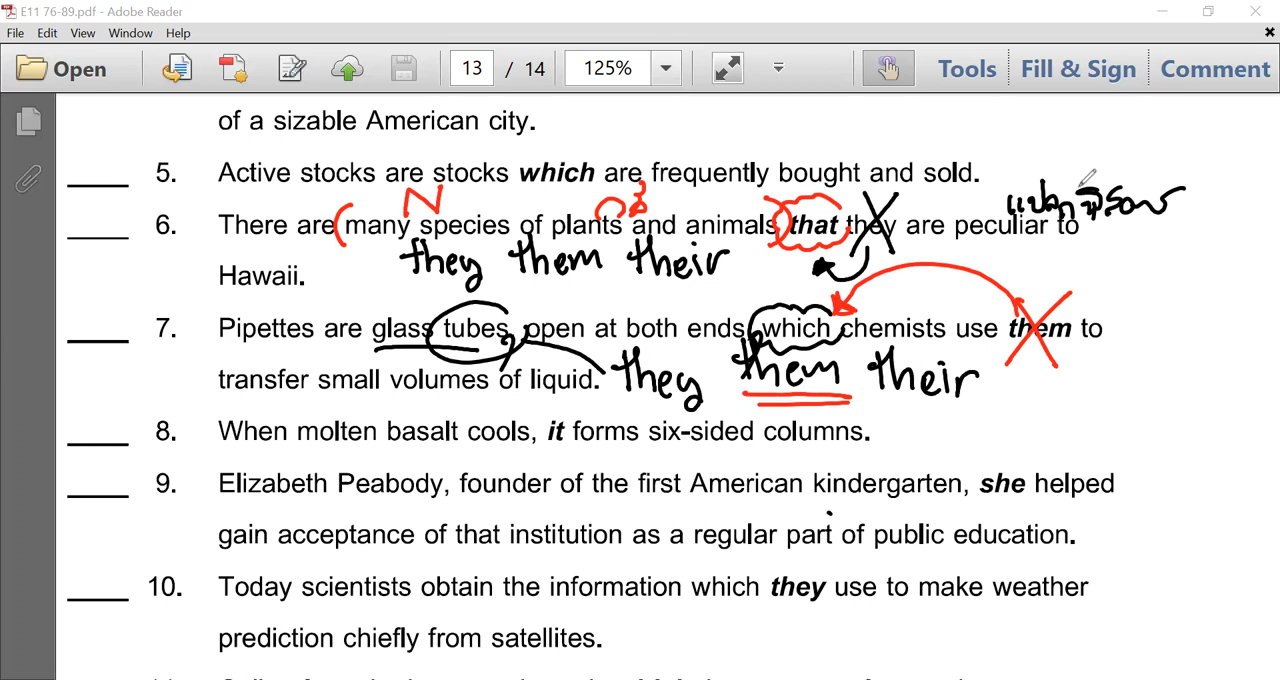 E11 76-89.pdf - Adobe Reader
File Edit View Window Help
Open 13 / 14 125% Tools Fill & Sign Comment
of a sizable American city.
5. Active stocks are stocks which are frequently bought and sold.
N
6. There are many species of plants and animals that they are peculiar to
they them their
Hawaii.
7. Pipettes are glass tubes, open at both ends, which chemists use them to
transfer small volumes of liquid. they them their
8. When molten basalt cools, it forms six-sided columns.
9. Elizabeth Peabody, founder of the first American kindergarten, she helped
gain acceptance of that institution as a regular part of public education.
10. Today scientists obtain the information which they use to make weather
prediction chiefly from satellites.